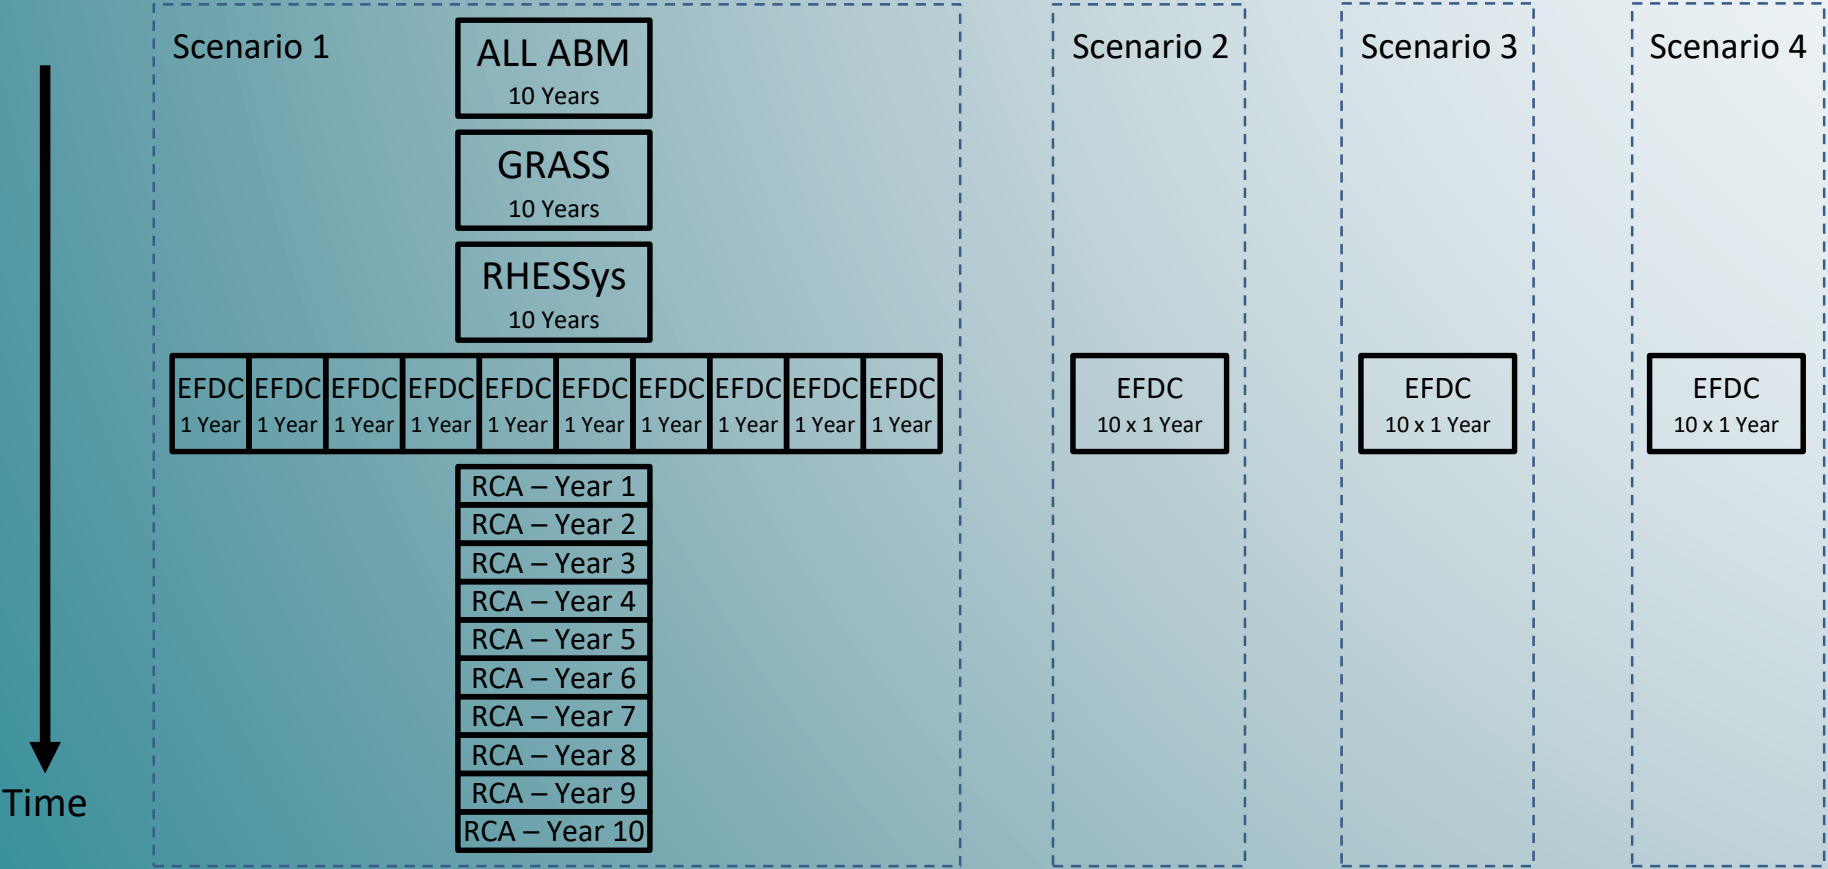 Scenario 1
ALL ABM
10 Years
GRASS
10 Years
RHESSys
10 Years
EFDC EFDC EFDC EFDC EFDC EFDC EFDC EFDC EFDC EFDC
1 Year 1 Year 1 Year 1 Year 1 Year 1 Year 1 Year 1 Year 1 Year 1 Year
RCA – Year 1
RCA – Year 2
RCA – Year 3
RCA – Year 4
RCA – Year 5
RCA – Year 6
RCA – Year 7
RCA – Year 8
RCA – Year 9
RCA – Year 10
Scenario 2
EFDC
10 x 1 Year
Scenario 3
EFDC
10 x 1 Year
Scenario 4
EFDC
10 x 1 Year
Time